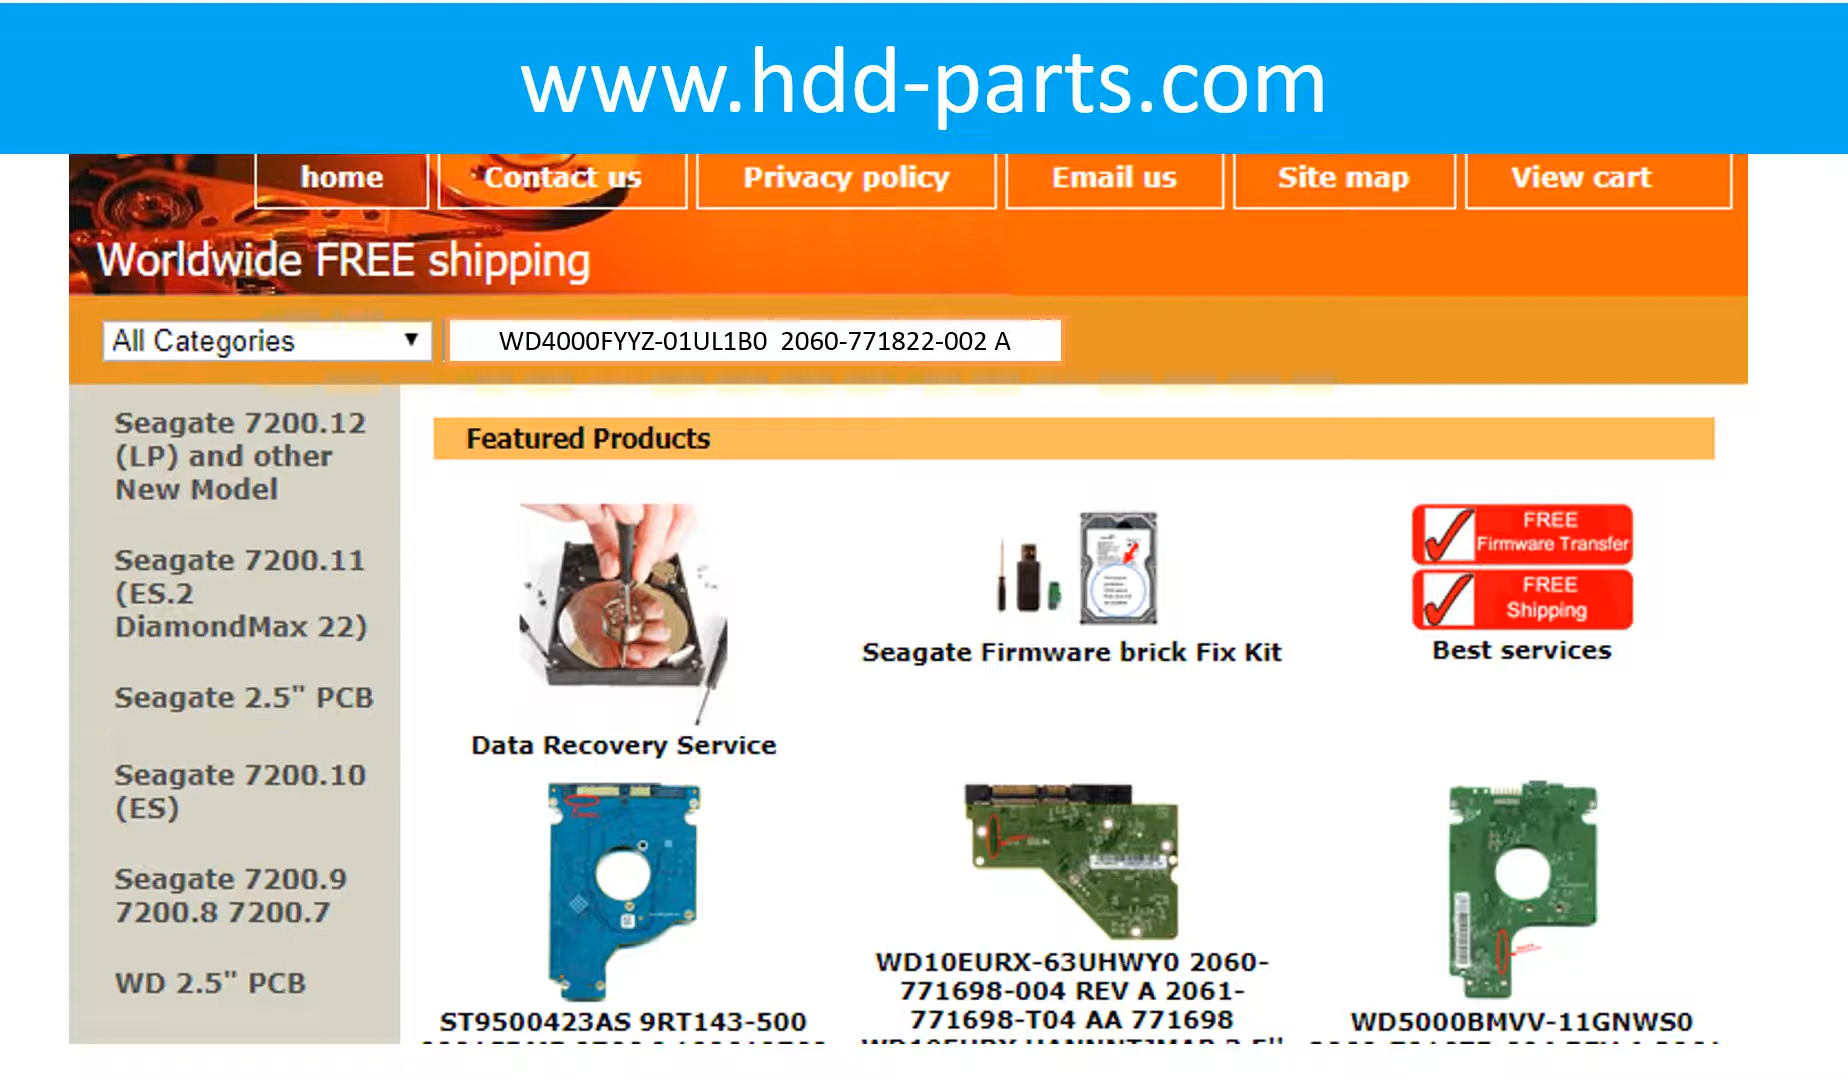 www.hdd-parts.com
home
Contact us
Privacy policy
Email us
Site map
View cart
Worldwide FREE shipping
All Categories
WD4000FYYZ-01UL1B0 2060-771822-002 A
Seagate 7200.12
(LP) and other
New Model
Seagate 7200.11
(ES.2
DiamondMax 22)
Seagate 2.5" PCB
Seagate 7200.10
(ES)
Seagate 7200.9
7200.8 7200.7
WD 2.5" PCB
Featured Products
Data Recovery Service
Seagate Firmware brick Fix Kit
FREE
Firmware Transfer
FREE
Shipping
Best services
ST9500423AS 9RT143-500
WD10EURX-63UHWY0 2060-
771698-004 REV A 2061-
771698-T04 AA 771698
WD5000BMVV-11GNWS0